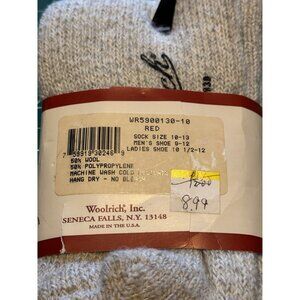 WR5900130-10
RED
SOCK SIZE 10-13
MEN'S SHOE 9-12
LADIES SHOE 10 1/2-12
50% WOOL
50% POLYPROPYLENE
MACHINE WASH COLD
HANG DRY - NO
8.99
Woolrich, Inc.
SENECA FALLS, N.Y. 13148
MADE IN THE U.S.A.